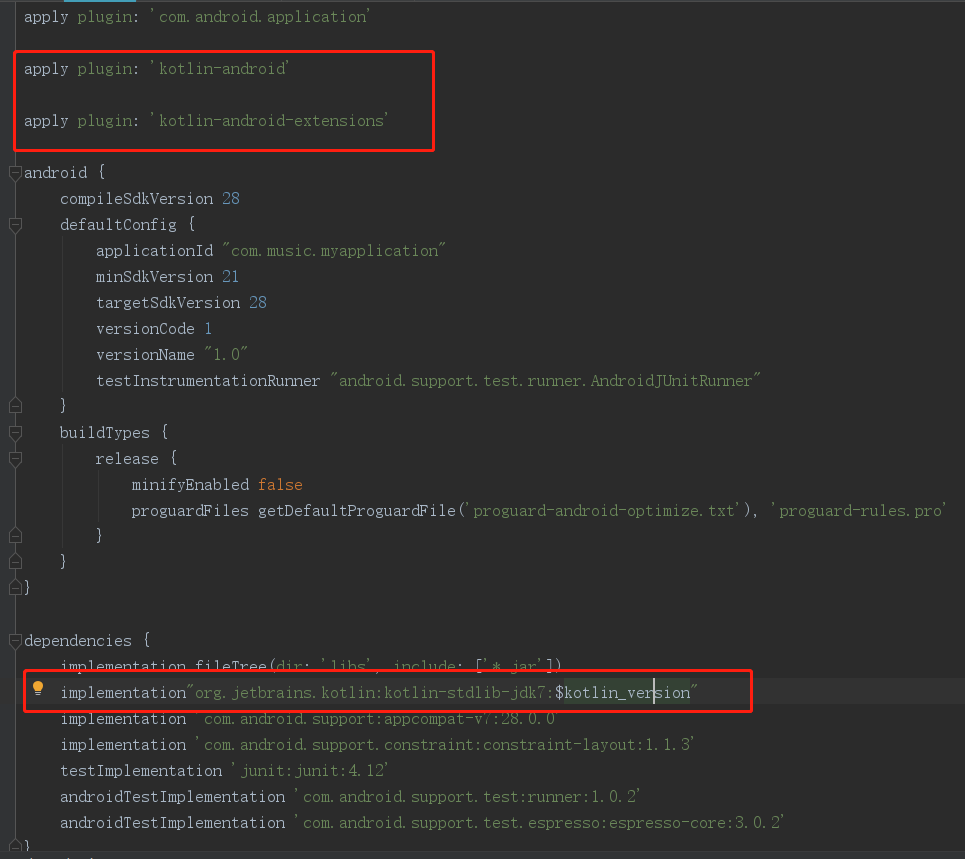 apply plugin: 'com.android.application'
apply plugin: 'kotlin-android'
apply plugin: 'kotlin-android-extensions'
android {
compileSdkVersion 28
defaultConfig {
applicationId "com.music.myapplication"
minSdkVersion 21
targetSdkVersion 28
versionCode 1
versionName "1.0"
testInstrumentationRunner "android.support.test.runner.AndroidJUnitRunner"
}
buildTypes {
release {
minifyEnabled false
proguardFiles getDefaultProguardFile('proguard-android-optimize.txt'), 'proguard-rules.pro'
}
}
}
dependencies {
implementation fileTree(dir: 'libs', include: ['*.jar'])
implementation"org.jetbrains.kotlin:kotlin-stdlib-jdk7:$kotlin_version"
implementation 'com.android.support:appcompat-v7:28.0.0'
implementation 'com.android.support.constraint:constraint-layout:1.1.3'
testImplementation 'junit:junit:4.12'
androidTestImplementation 'com.android.support.test:runner:1.0.2'
androidTestImplementation 'com.android.support.test.espresso:espresso-core:3.0.2'
}